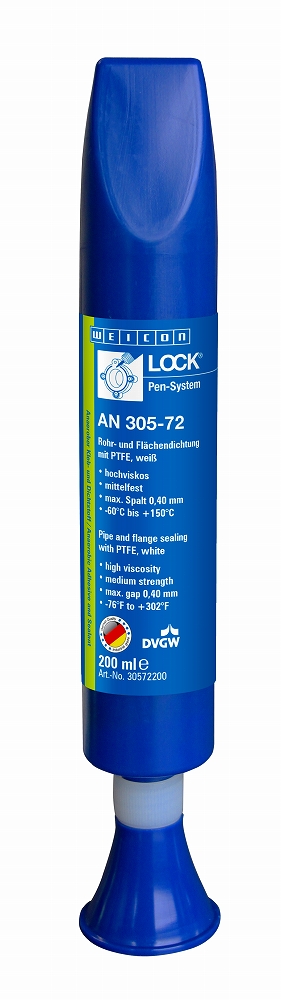 WEICON
LOCK®
Pen-System
AN 305-72
Rohr- und Flächendichtung
mit PTFE, weiß
• hochviskos
• mittelfest
• max. Spalt 0,40 mm
• -60°C bis +150°C
Pipe and flange sealing
with PTFE, white
• high viscosity
• medium strength
• max. gap 0,40 mm
• -76°F to +302°F
DVGW
200 ml e
Art.-No. 30572200
Anaerober Kleb- und Dichtstoff / Anaerobic Adhesive and Sealant